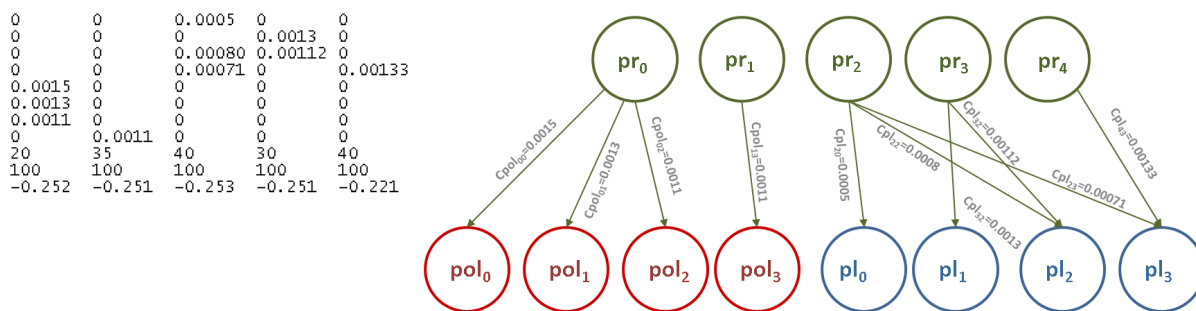 0 0 0.0005 0 0
0 0 0 0.0013 0
0 0 0.00080 0.00112 0
0 0 0.00071 0 0.00133
0.0015 0 0 0 0
0.0013 0 0 0 0
0.0011 0 0 0 0
0 0.0011 0 0 0
20 35 40 30 40
100 100 100 100 100
-0.252 -0.251 -0.253 -0.251 -0.221
pr0 pr1 pr2 pr3 pr4
Cpol00=0.0015
Cpol01=0.0013
Cpol02=0.0011
Cpol13=0.0011
Cpl20=0.0005
Cpl22=0.0008
Cpl32=0.00112
Cpl43=0.00133
Cpl23=0.00071
Cpl32=0.0013
pol0 pol1 pol2 pol3 pl0 pl1 pl2 pl3